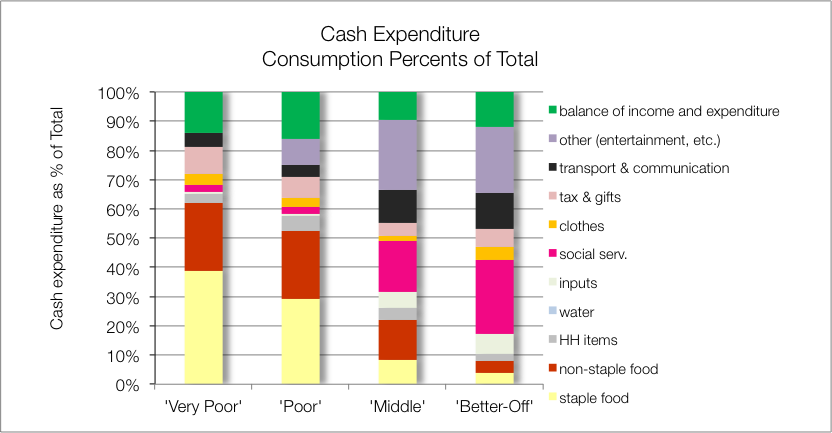 Cash Expenditure
Consumption Percents of Total
Cash expenditure as % of Total
100%
90%
80%
70%
60%
50%
40%
30%
20%
10%
0%
'Very Poor'
'Poor'
'Middle'
'Better-Off'
balance of income and expenditure
other (entertainment, etc.)
transport & communication
tax & gifts
clothes
social serv.
inputs
water
HH items
non-staple food
staple food